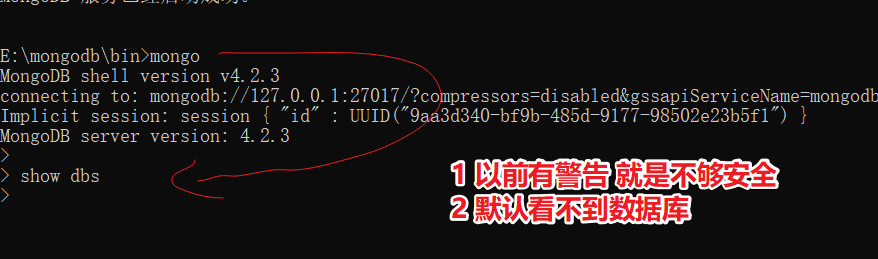 MongoDB 服务已经启动成功。
E:\mongodb\bin>mongo
MongoDB shell version v4.2.3
connecting to: mongodb://127.0.0.1:27017/?compressors=disabled&gssapiServiceName=mongodb
Implicit session: session { "id" : UUID("9aa3d340-bf9b-485d-9177-98502e23b5f1") }
MongoDB server version: 4.2.3
>
> show dbs
>
1 以前有警告 就是不够安全
2 默认看不到数据库